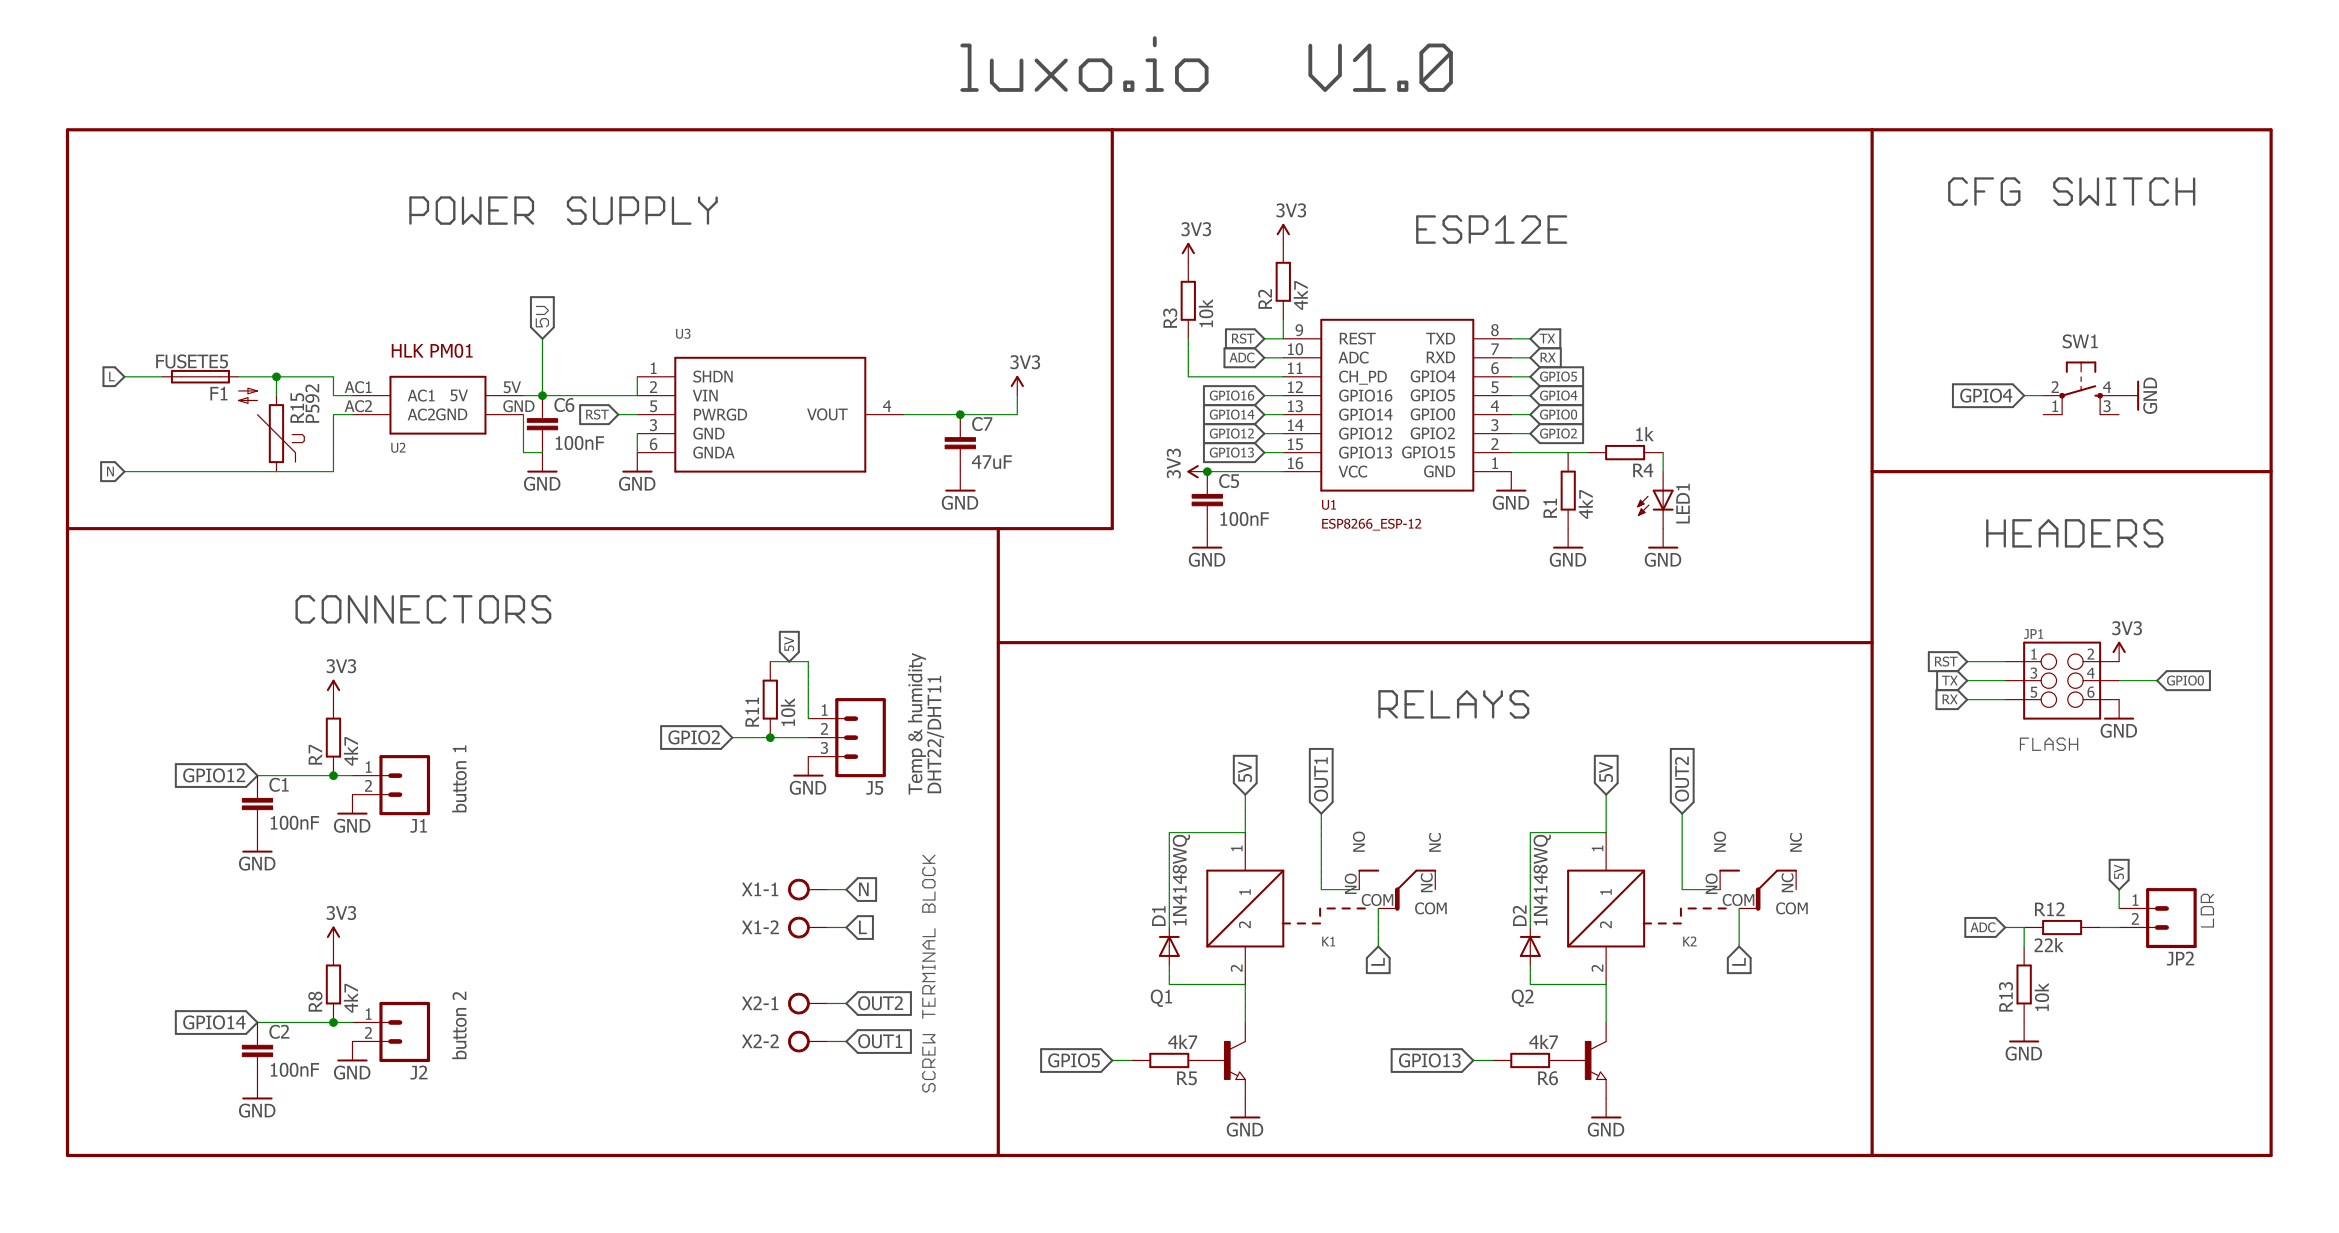 luxo.io V1.0
POWER SUPPLY
L
FUSETE5
F1
N
R15
P592
U
AC1
AC2
HLK PM01
AC1 5V
AC2GND
U2
5V
GND
5V
C6
100nF
GND
RST
U3
1 SHDN
2 VIN
5 PWRGD
3 GND
6 GNDA
VOUT 4
GND
3V3
C7
47uF
GND
ESP12E
3V3
R3
10k
3V3
R2
4k7
RST 9 REST
ADC 10 ADC
11 CH_PD
GPIO16 12 GPIO16
GPIO14 13 GPIO14
GPIO12 14 GPIO12
GPIO13 15 GPIO13
3V3 16 VCC
TXD 8 TX
RXD 7 RX
GPIO4 6 GPIO5
GPIO5 5 GPIO4
GPIO0 4 GPIO0
GPIO2 3 GPIO2
GPIO15 2
GND 1
C5
100nF
GND
U1
ESP8266_ESP-12
GND
R1
4k7
GND
1k
R4
LED1
GND
CFG SWITCH
SW1
GPIO4
2 4
1 3
GND
HEADERS
JP1
3V3
RST 1 2
TX 3 4 GPIO0
RX 5 6
GND
FLASH
5V
ADC
R12
22k
R13
10k
GND
1
2
JP2
LDR
CONNECTORS
3V3
R7
4k7
GPIO12
C1
100nF
GND
1
2
GND
J1
button 1
3V3
R8
4k7
GPIO14
C2
100nF
GND
1
2
GND
J2
button 2
5V
R11
10k
GPIO2
1
2
3
GND
J5
Temp & humidity
DHT22/DHT11
X1-1 N
X1-2 L
X2-1 OUT2
X2-2 OUT1
SCREW TERMINAL BLOCK
RELAYS
5V
OUT1
D1
1N4148WQ
1
1
2
2
NO
NC
NO
NC
COM
COM
K1
L
Q1
GPIO5
4k7
R5
GND
5V
OUT2
D2
1N4148WQ
1
1
2
2
NO
NC
NO
NC
COM
COM
K2
L
Q2
GPIO13
4k7
R6
GND